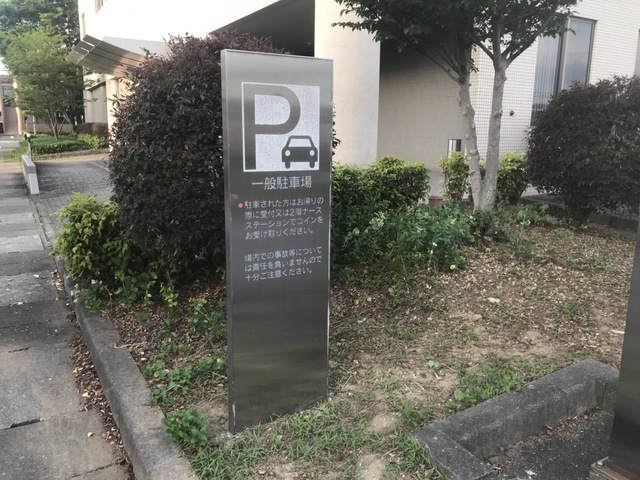 P
一般駐車場
●駐車された方はお帰りの
際に受付又は2階ナース
ステーションでコインを
お受け取りください。
場内での事故等について
は責任を負いませんので
十分ご注意ください。